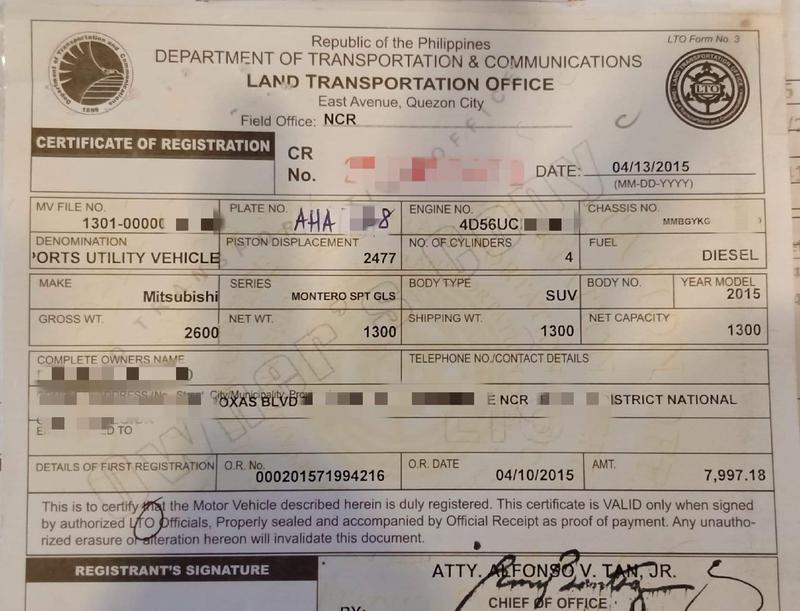 Republic of the Philippines
LTO Form No. 3
DEPARTMENT OF TRANSPORTATION & COMMUNICATIONS
LAND TRANSPORTATION OFFICE
East Avenue, Quezon City
Field Office: NCR
CERTIFICATE OF REGISTRATION
CR No.
DATE: 04/13/2015
(MM-DD-YYYY)
MV FILE NO. PLATE NO. ENGINE NO. CHASSIS NO.
1301-0000 AHA 8 4D56UC MMBGYKG
DENOMINATION PISTON DISPLACEMENT NO. OF CYLINDERS FUEL
PORTS UTILITY VEHICLE 2477 4 DIESEL
MAKE SERIES BODY TYPE BODY NO. YEAR MODEL
Mitsubishi MONTERO SPT GLS SUV 2015
GROSS WT. NET WT. SHIPPING WT. NET CAPACITY
2600 1300 1300 1300
COMPLETE OWNERS NAME TELEPHONE NO./CONTACT DETAILS
OXAS BLVD E NCR ISTRICT NATIONAL
D TO
DETAILS OF FIRST REGISTRATION O.R. No. O.R. DATE AMT.
000201571994216 04/10/2015 7,997.18
This is to certify that the Motor Vehicle described herein is duly registered. This certificate is VALID only when signed
by authorized LTO Officials, Properly sealed and accompanied by Official Receipt as proof of payment. Any unautho-
rized erasure or alteration hereon will invalidate this document.
REGISTRANT'S SIGNATURE
ATTY. ALFONSO V. TAN, JR.
CHIEF OF OFFICE
BY: